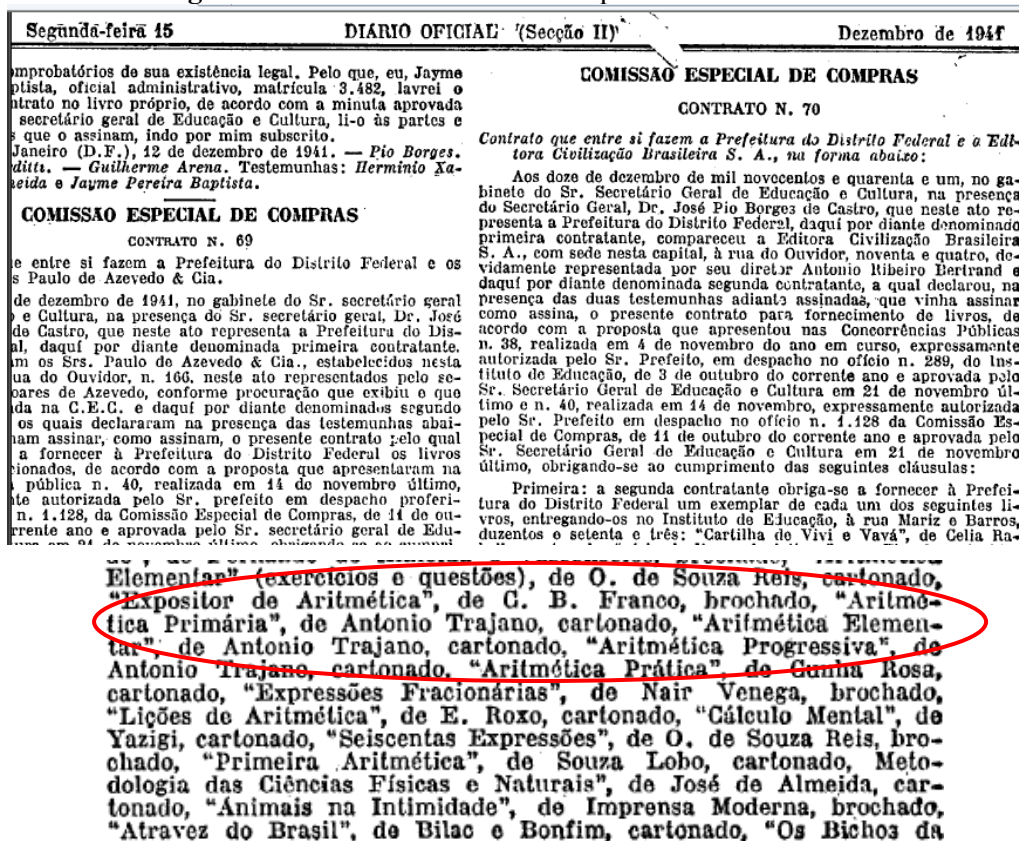 Segunda-feira 15 DIÁRIO OFICIAL (Secção II) Dezembro de 1941
omprobatórios de sua existência legal. Pelo que, eu, Jayme
ptista, oficial administrativo, matrícula 3.482, lavrei o
ntrato no livro próprio, de acordo com a minuta aprovada
secretário geral de Educação e Cultura, li-o às partes e
que o assinam, indo por mim subscrito.
Janeiro (D.F.), 12 de dezembro de 1941. — Pio Borges.
ditti. — Guilherme Arena. Testemunhas: Herminio Xa-
eida e Jayme Pereira Baptista.
COMISSÃO ESPECIAL DE COMPRAS
CONTRATO N. 69
e entre si fazem a Prefeitura do Distrito Federal e os
s Paulo de Azevedo & Cia.
de dezembro de 1941, no gabinete do Sr. secretário geral
e Cultura, na presença do Sr. secretário geral, Dr. José
de Castro, que neste ato representa a Prefeitura do Dis-
al, daquí por diante denominada primeira contratante.
m os Srs. Paulo de Azevedo & Cia., estabelecidos nesta
ua do Ouvidor, n. 166, neste ato representados pelo se-
oares de Azevedo, conforme procuração que exibiu e que
da na C.E.C. e daquí por diante denominados segundo
os quais declararam na presença das testemunhas abai-
nam assinar, como assinam, o presente contrato pelo qual
a fornecer à Prefeitura do Distrito Federal os livros
ionados, de acordo com a proposta que apresentaram na
pública n. 40, realizada em 14 de novembro último,
te autorizada pelo Sr. prefeito em despacho proferi-
n. 1.128, da Comissão Especial de Compras, de 11 de ou-
rrente ano e aprovada pelo Sr. secretário geral de Edu-
em 21 de novembro último, obrigando-se ao cumpri-
COMISSÃO ESPECIAL DE COMPRAS
CONTRATO N. 70
Contrato que entre si fazem a Prefeitura do Distrito Federal e a Edi-
tora Civilização Brasileira S. A., na forma abaixo:
Aos doze de dezembro de mil novecentos e quarenta e um, no ga-
binete do Sr. Secretário Geral de Educação e Cultura, na presença
do Secretário Geral, Dr. José Pio Borges de Castro, que neste ato re-
presenta a Prefeitura do Distrito Federal, daquí por diante denominado
primeira contratante, compareceu a Editora Civilização Brasileira
S. A., com sede nesta capital, à rua do Ouvidor, noventa e quatro, de-
vidamente representada por seu diretor Antonio Ribeiro Bertrand e
daquí por diante denominada segunda contratante, a qual declarou, na
presença das duas testemunhas adiante assinadas, que vinha assinar
como assina, o presente contrato para fornecimento de livros, de
acordo com a proposta que apresentou nas Concorrências Públicas
n. 38, realizada em 4 de novembro do ano em curso, expressamente
autorizada pelo Sr. Prefeito, em despacho no ofício n. 289, do Ins-
tituto de Educação, de 3 de outubro do corrente ano e aprovada pelo
Sr. Secretário Geral de Educação e Cultura em 21 de novembro úl-
timo e n. 40, realizada em 14 de novembro, expressamente autorizada
pelo Sr. Prefeito em despacho no ofício n. 1.128 da Comissão Es-
pecial de Compras, de 11 de outubro do corrente ano e aprovada pelo
Sr. Secretário Geral de Educação e Cultura em 21 de novembro
último, obrigando-se ao cumprimento das seguintes cláusulas:
Primeira: a segunda contratante obriga-se a fornecer à Prefei-
tura do Distrito Federal um exemplar de cada um dos seguintes li-
vros, entregando-os no Instituto de Educação, à rua Mariz e Barros,
duzentos e setenta e três: "Cartilha de Vivi e Vavá", de Celia Ra-
Elementar" (exercícios e questões), de O. de Souza Reis, cartonado,
"Expositor de Aritmética", de C. B. Franco, brochado, "Aritmé-
tica Primária", de Antonio Trajano, cartonado, "Aritmética Elemen-
tar", de Antonio Trajano, cartonado, "Aritmética Progressiva", de
Antonio Trajano, cartonado, "Aritmética Prática", de Cunha Rosa,
cartonado, "Expressões Fracionárias", de Nair Venega, brochado,
"Lições de Aritmética", de E. Roxo, cartonado, "Cálculo Mental", de
Yazigi, cartonado, "Seiscentas Expressões", de O. de Souza Reis, bro-
chado, "Primeira Aritmética", de Souza Lobo, cartonado, Meto-
dologia das Ciências Físicas e Naturais", de José de Almeida, car-
tonado, "Animais na Intimidade", de Imprensa Moderna, brochado,
"Atravez do Brasil", de Bilac e Bonfim, cartonado, "Os Bichos da